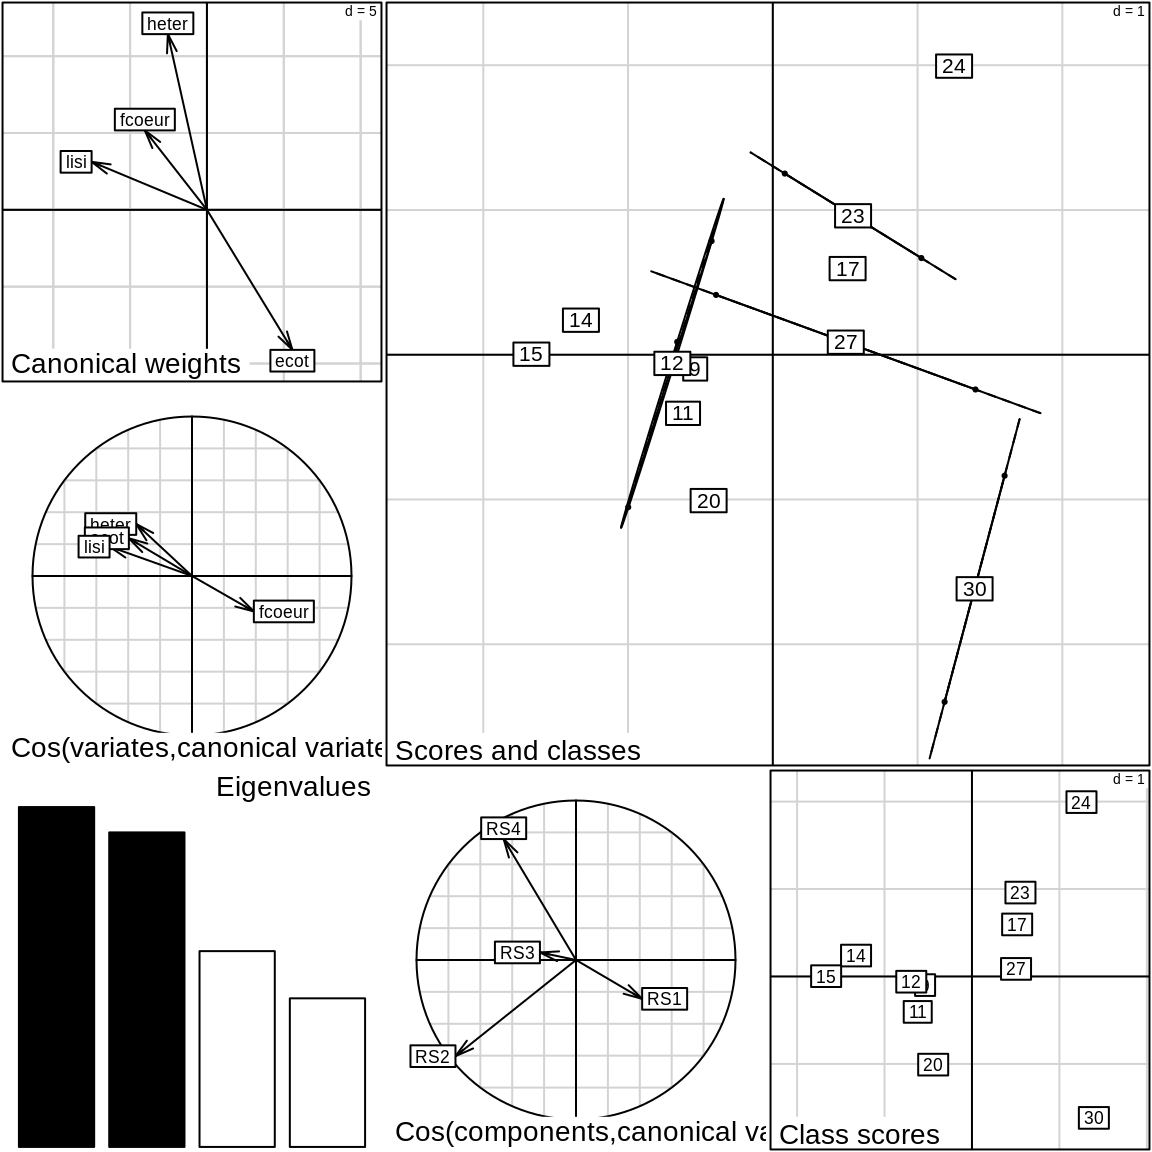 d = 5
heter
fcoeur
lisi
ecot
Canonical weights
d = 1
24
23
17
14
27
15
12
9
11
20
30
Scores and classes
heter
lisi
fcoeur
Cos(variates,canonical variate
Eigenvalues
RS4
RS3
RS1
RS2
Cos(components,canonical va
d = 1
24
23
17
14
27
15
12
11
20
30
Class scores